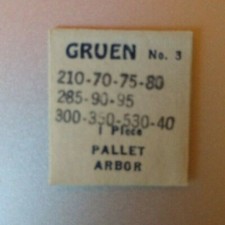 GRUEN No. 3
210-70-75-80
285-90-95
300-350-530-40
1 Piece
PALLET
ARBOR